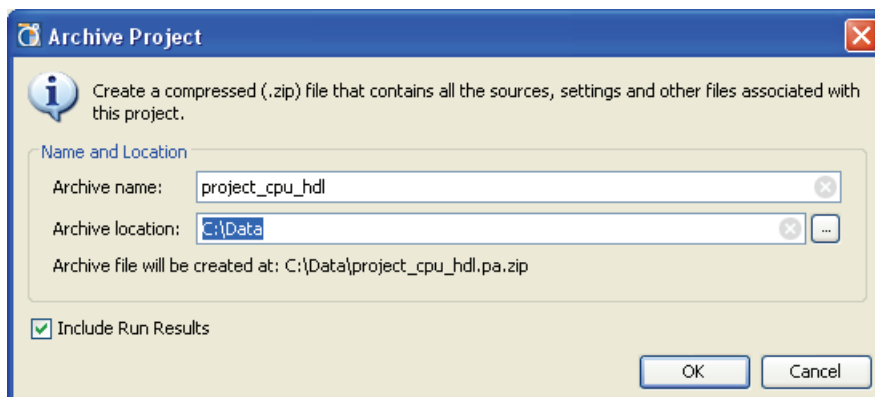 Archive Project
Create a compressed (.zip) file that contains all the sources, settings and other files associated with
this project.
Name and Location
Archive name: project_cpu_hdl
Archive location: C:\Data ...
Archive file will be created at: C:\Data\project_cpu_hdl.pa.zip
Include Run Results
OK Cancel